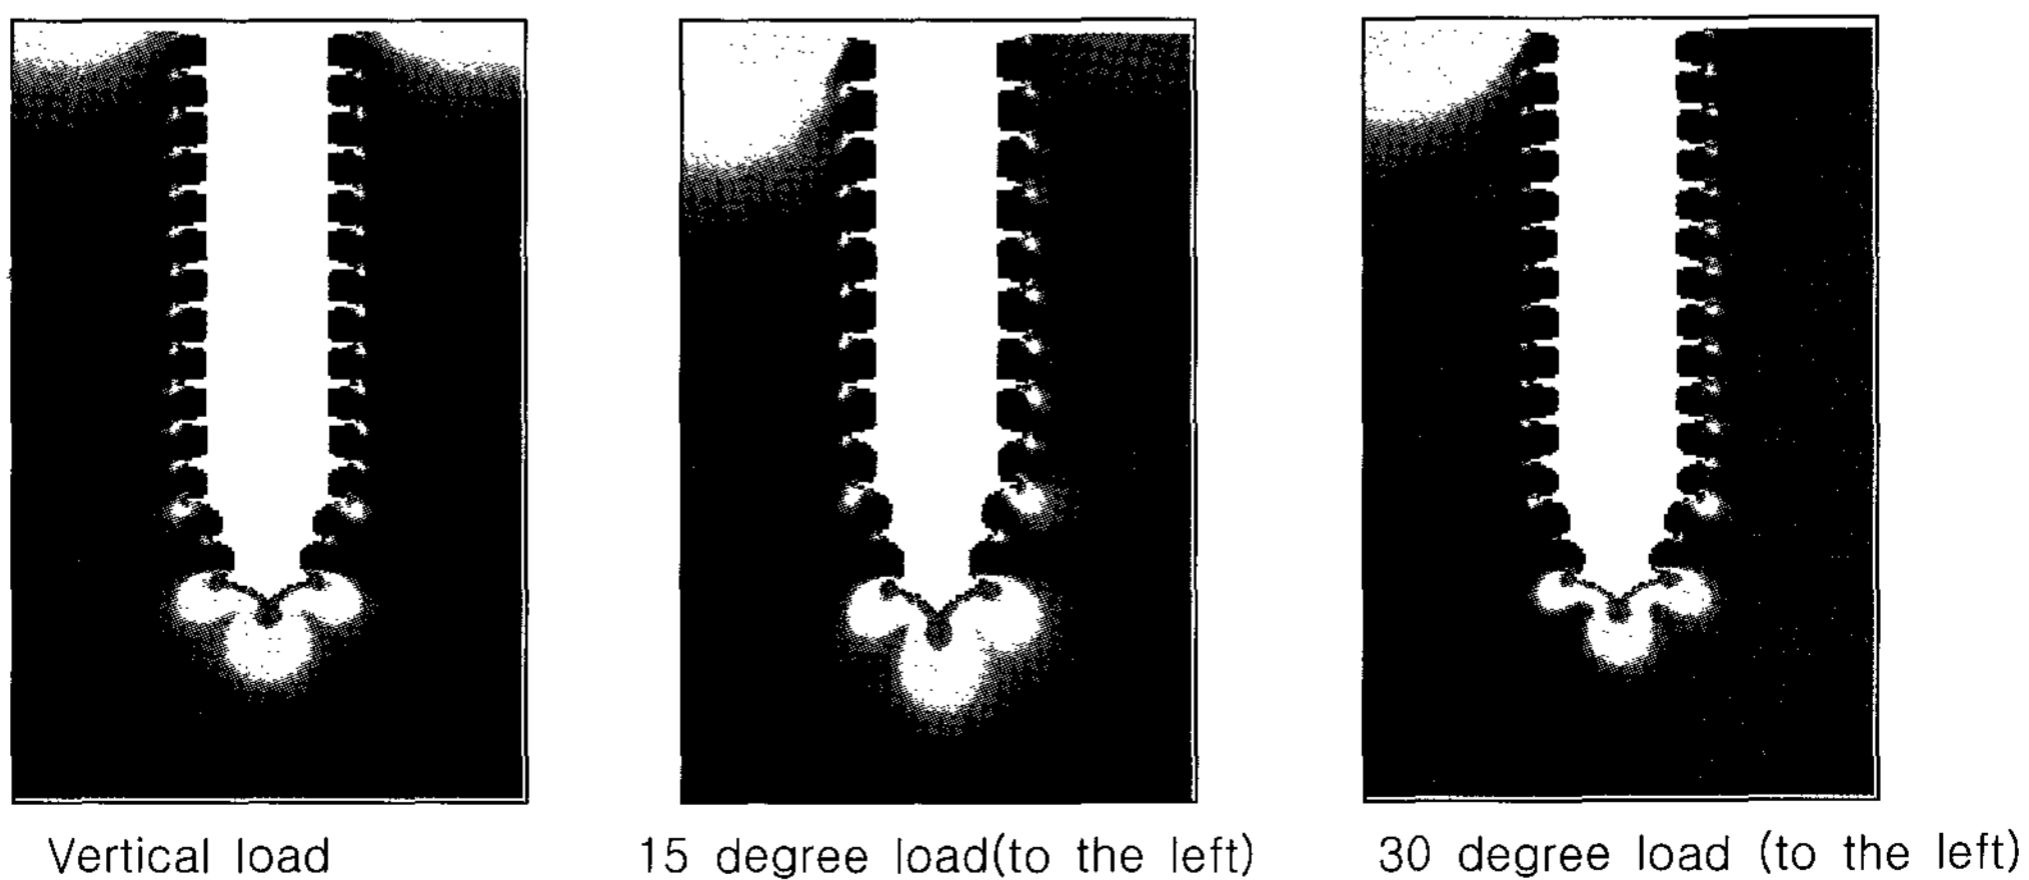 Vertical load
15 degree load(to the left)
30 degree load (to the left)